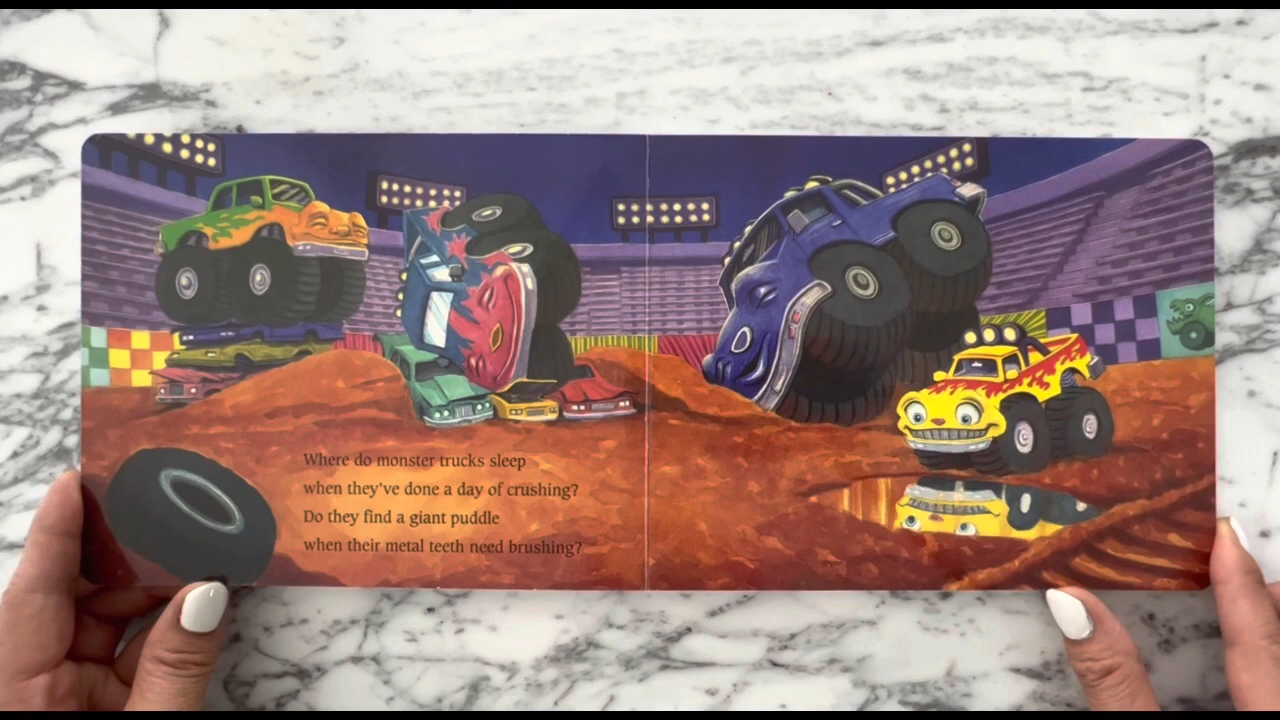 Where do monster trucks sleep
when they've done a day of crushing?
Do they find a giant puddle
when their metal teeth need brushing?